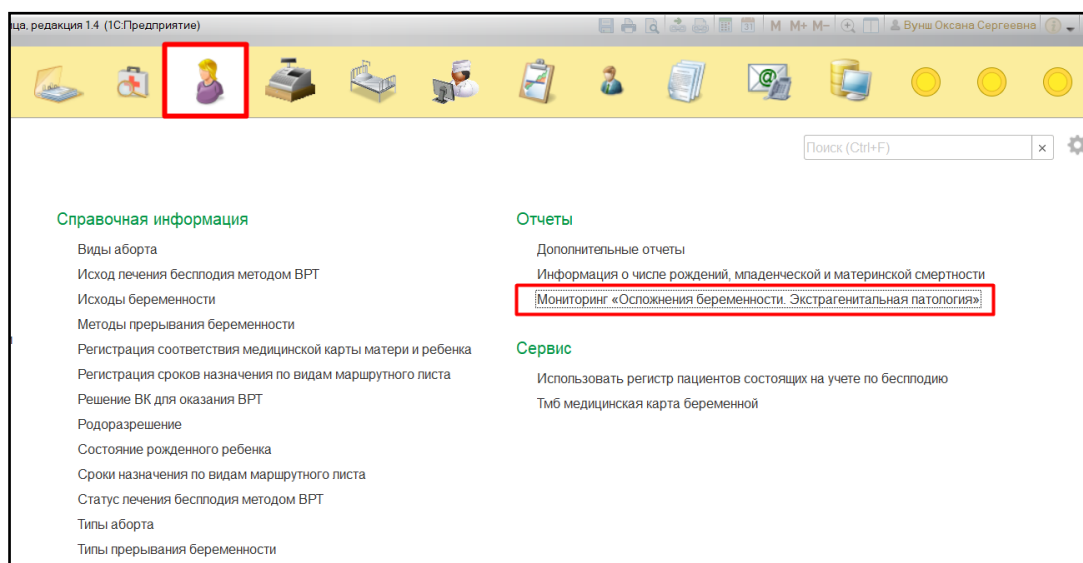 ца, редакция 1.4 (1С:Предприятие)
M M+ M-
Вунш Оксана Сергеевна
Поиск (Ctrl+F)
Справочная информация
Виды аборта
Исход лечения бесплодия методом ВРТ
Исходы беременности
Методы прерывания беременности
Регистрация соответствия медицинской карты матери и ребенка
Регистрация сроков назначения по видам маршрутного листа
Решение ВК для оказания ВРТ
Родоразрешение
Состояние рожденного ребенка
Сроки назначения по видам маршрутного листа
Статус лечения бесплодия методом ВРТ
Типы аборта
Типы прерывания беременности
Отчеты
Дополнительные отчеты
Информация о числе рождений, младенческой и материнской смертности
Мониторинг «Осложнения беременности. Экстрагенитальная патология»
Сервис
Использовать регистр пациентов состоящих на учете по бесплодию
Тмб медицинская карта беременной